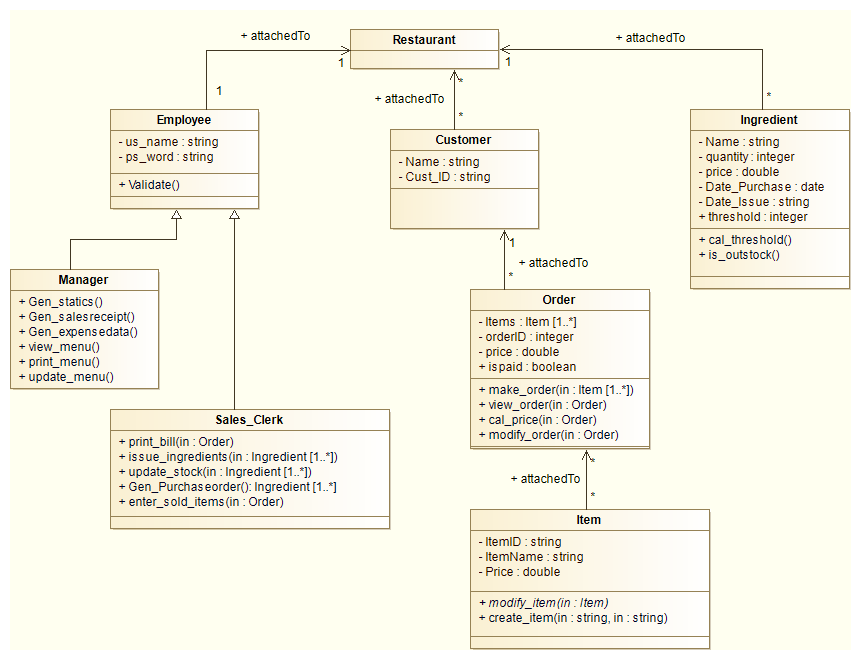 + attachedTo
Restaurant
+ attachedTo
1
1
1
*
+ attachedTo
*
*
Employee
- us_name : string
- ps_word : string
+ Validate()
Customer
- Name : string
- Cust_ID : string
Ingredient
- Name : string
- quantity : integer
- price : double
- Date_Purchase : date
- Date_Issue : string
+ threshold : integer
+ cal_threshold()
+ is_outstock()
1
+ attachedTo
*
Manager
+ Gen_statics()
+ Gen_salesreceipt()
+ Gen_expensedata()
+ view_menu()
+ print_menu()
+ update_menu()
Order
- Items : Item [1..*]
- orderID : integer
- price : double
+ ispaid : boolean
+ make_order(in : Item [1..*])
+ view_order(in : Order)
+ cal_price(in : Order)
+ modify_order(in : Order)
Sales_Clerk
+ print_bill(in : Order)
+ issue_ingredients(in : Ingredient [1..*])
+ update_stock(in : Ingredient [1..*])
+ Gen_Purchaseorder(): Ingredient [1..*]
+ enter_sold_items(in : Order)
*
+ attachedTo
*
Item
- ItemID : string
- ItemName : string
- Price : double
+ modify_item(in : Item)
+ create_item(in : string, in : string)